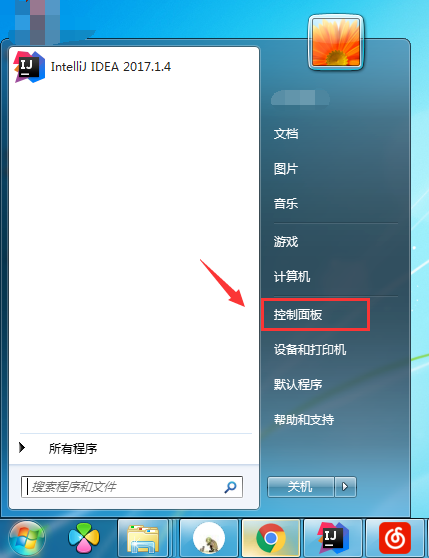 IntelliJ IDEA 2017.1.4
所有程序
搜索程序和文件
文档
图片
音乐
游戏
计算机
控制面板
设备和打印机
默认程序
帮助和支持
关机
IJ
IJ